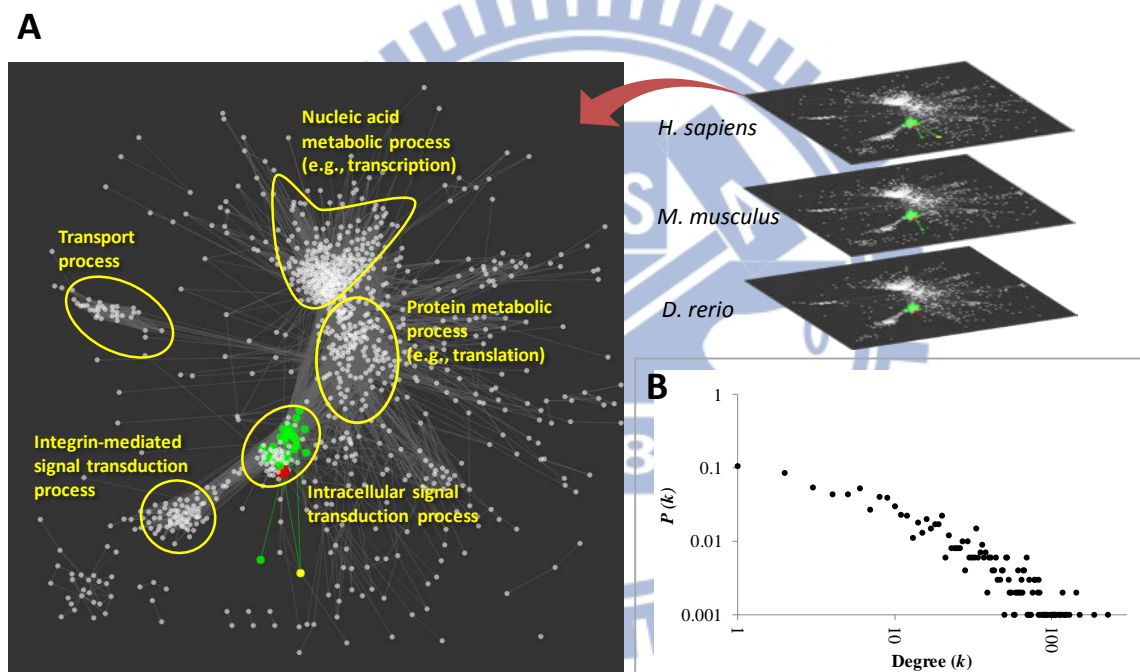 A
Nucleic acid
metabolic process
(e.g., transcription)
Transport
process
Protein metabolic
process
(e.g., translation)
Integrin-mediated
signal transduction
process
Intracellular signal
transduction process
H. sapiens
M. musculus
D. rerio
S
A
8
B
1
0.1
0.01
0.001
P (k)
1
10
100
Degree (k)